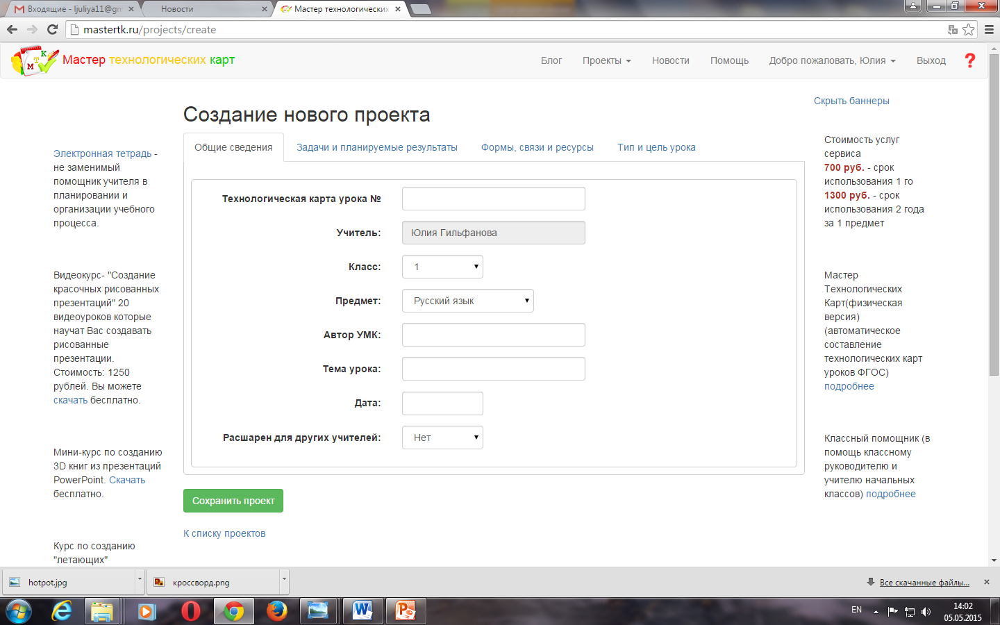 Входящие - ljuliya11@gm
Новости
Мастер технологических
mastertk.ru/projects/create
М Т К
Мастер технологических карт
Блог
Проекты
Новости
Помощь
Добро пожаловать, Юлия
Выход
?
Скрыть баннеры
Создание нового проекта
Общие сведения
Задачи и планируемые результаты
Формы, связи и ресурсы
Тип и цель урока
Электронная тетрадь -
не заменимый
помощник учителя в
планировании и
организации учебного
процесса.
Видеокурс- "Создание
красочных рисованных
презентаций" 20
видеоуроков которые
научат Вас создавать
рисованные
презентации.
Стоимость: 1250
рублей. Вы можете
скачать бесплатно.
Мини-курс по созданию
3D книг из презентаций
PowerPoint. Скачать
бесплатно.
Курс по созданию
"летающих"
Технологическая карта урока №
Учитель:
Юлия Гильфанова
Класс:
1
Предмет:
Русский язык
Автор УМК:
Тема урока:
Дата:
Расшарен для других учителей:
Нет
Сохранить проект
К списку проектов
Стоимость услуг
сервиса
700 руб. - срок
использования 1 го
1300 руб. - срок
использования 2 года
за 1 предмет
Мастер
Технологических
Карт(физическая
версия)
(автоматическое
составление
технологических карт
уроков ФГОС)
подробнее
Классный помощник (в
помощь классному
руководителю и
учителю начальных
классов) подробнее
hotpot.jpg
кроссворд.png
Все скачанные файлы...
EN
14:02
05.05.2015